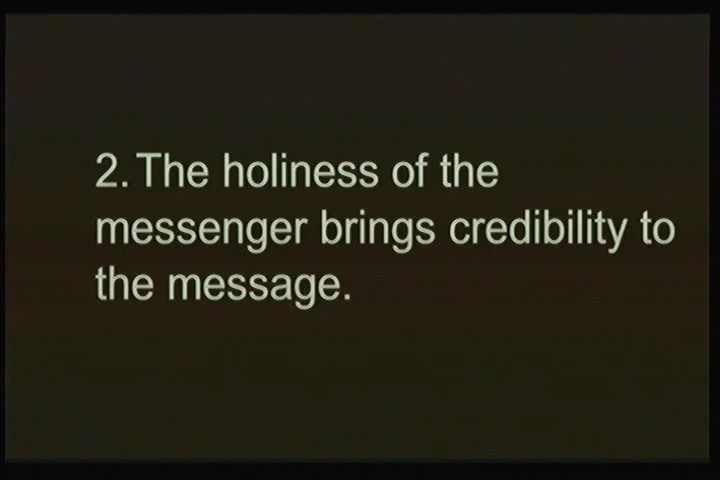 2. The holiness of the
messenger brings credibility to
the message.